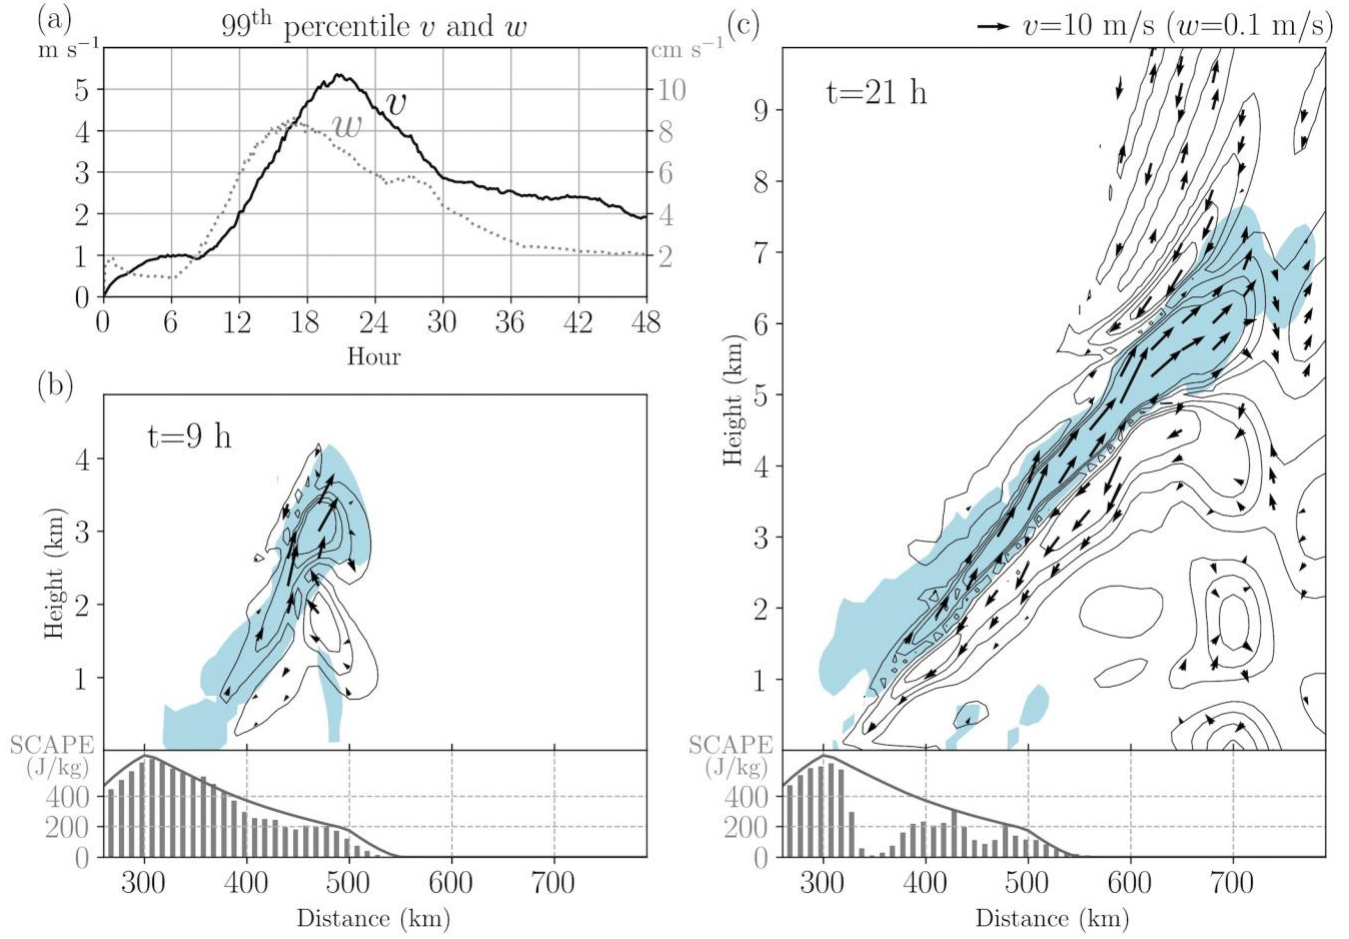 (a)
99th percentile v and w
m s⁻¹
cm s⁻¹
5
4
3
2
1
0
10
8
6
4
2
v
w
0 6 12 18 24 30 36 42 48
Hour
(b)
t=9 h
4
3
2
1
Height (km)
SCAPE
(J/kg)
400
200
0
300 400 500 600 700
Distance (km)
(c)
v=10 m/s (w=0.1 m/s)
t=21 h
9
8
7
6
5
4
3
2
1
Height (km)
SCAPE
(J/kg)
400
200
0
300 400 500 600 700
Distance (km)